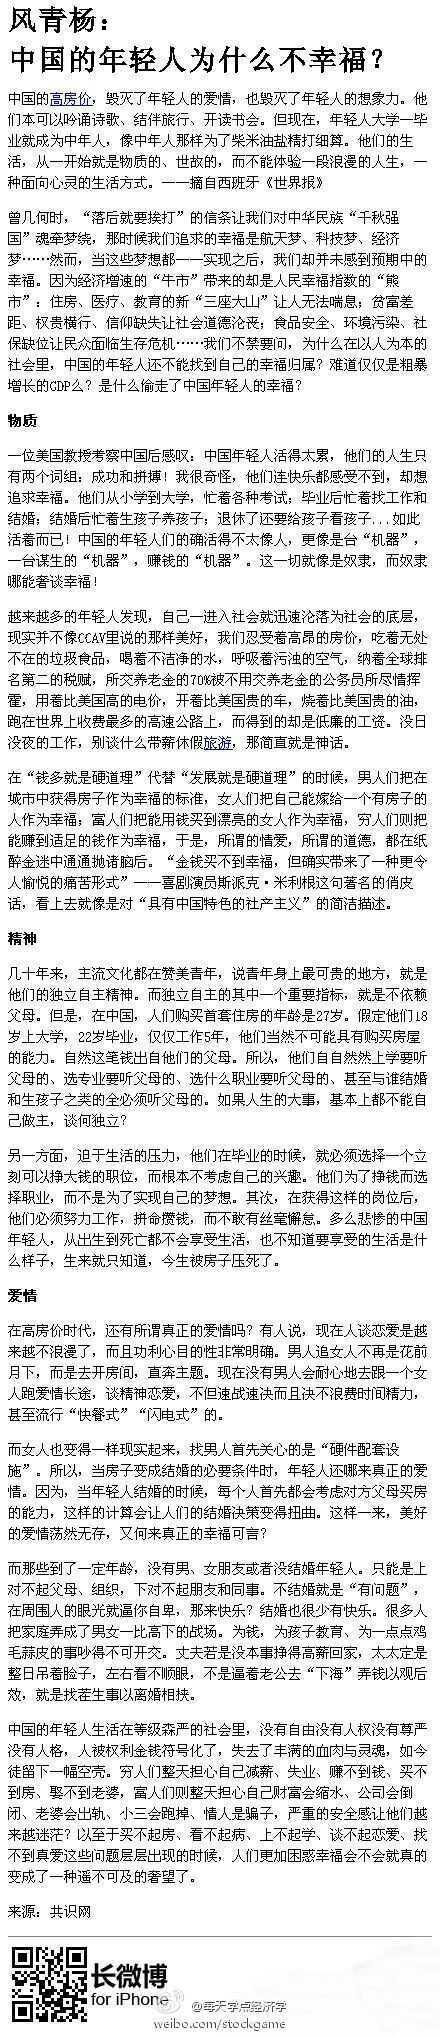 风青杨：
中国的年轻人为什么不幸福？
中国的高房价，毁灭了年轻人的爱情，也毁灭了年轻人的想象力。他
们本可以吟诵诗歌、结伴旅行、开读书会。但现在，年轻人大学一毕
业就成为中年人，像中年人那样为了柴米油盐精打细算。他们的生
活，从一开始就是物质的、世故的，而不能体验一段浪漫的人生，一
种面向心灵的生活方式。——摘自西班牙《世界报》
曾几何时，“落后就要挨打”的信条让我们对中华民族“千秋强
国”魂牵梦绕，那时候我们追求的幸福是航天梦、科技梦、经济
梦……然而，当这些梦想都一一实现之后，我们却并未感到预期中的
幸福。因为经济增速的“牛市”带来的却是人民幸福指数的“熊
市”：住房、医疗、教育的新“三座大山”让人无法喘息；贫富差
距、权贵横行、信仰缺失让社会道德沦丧；食品安全、环境污染、社
保缺位让民众面临生存危机……我们不禁要问，为什么在以人为本的
社会里，中国的年轻人还不能找到自己的幸福归属？难道仅仅是粗暴
增长的GDP么？是什么偷走了中国年轻人的幸福？
物质
一位美国教授考察中国后感叹：中国年轻人活得太累，他们的人生只
有两个词组：成功和拼搏！我很奇怪，他们连快乐都感受不到，却想
追求幸福。他们从小学到大学，忙着各种考试；毕业后忙着找工作和
结婚；结婚后忙着生孩子养孩子；退休了还要给孩子看孩子...如此
活着而已！中国的年轻人们的确活得不太像人，更像是台“机器”，
一台谋生的“机器”，赚钱的“机器”。这一切就像是奴隶，而奴隶
哪能奢谈幸福！
越来越多的年轻人发现，自己一进入社会就迅速沦落为社会的底层，
现实并不像CCAV里说的那样美好，我们忍受着高昂的房价，吃着无处
不在的垃圾食品，喝着不洁净的水，呼吸着污浊的空气，纳着全球排
名第二的税赋，所交养老金的70%被不用交养老金的公务员所尽情挥
霍，用着比美国高的电价，开着比美国贵的车，烧着比美国贵的油，
跑在世界上收费最多的高速公路上，而得到的却是低廉的工资。没日
没夜的工作，别谈什么带薪休假旅游，那简直就是神话。
在“钱多就是硬道理”代替“发展就是硬道理”的时候，男人们把在
城市中获得房子作为幸福的标准，女人们把自己能嫁给一个有房子的
人作为幸福；富人们把能用钱买到漂亮的女人作为幸福，穷人们则把
能赚到适足的钱作为幸福，于是，所谓的情爱，所谓的道德，都在纸
醉金迷中通通抛诸脑后。“金钱买不到幸福，但确实带来了一种更令
人愉悦的痛苦形式”——喜剧演员斯派克·米利根这句著名的俏皮
话，看上去就像是对“具有中国特色的社产主义”的简洁描述。
精神
几十年来，主流文化都在赞美青年，说青年身上最可贵的地方，就是
他们的独立自主精神。而独立自主的其中一个重要指标，就是不依赖
父母。但是，在中国，人们购买首套住房的年龄是27岁。假定他们18
岁上大学，22岁毕业，仅仅工作5年，他们当然不可能具有购买房屋
的能力。自然这笔钱出自他们的父母。所以，他们自自然然上学要听
父母的、选专业要听父母的、选什么职业要听父母的、甚至与谁结婚
和生孩子之类的全必须听父母的。如果人生的大事，基本上都不能自
己做主，谈何独立？
另一方面，迫于生活的压力，他们在毕业的时候，就必须选择一个立
刻可以挣大钱的职位，而根本不考虑自己的兴趣。他们为了挣钱而选
择职业，而不是为了实现自己的梦想。其次，在获得这样的岗位后，
他们必须努力工作，拼命攒钱，而不敢有丝毫懈怠。多么悲惨的中国
年轻人，从出生到死亡都不会享受生活，也不知道要享受的生活是什
么样子，生来就只知道，今生被房子压死了。
爱情
在高房价时代，还有所谓真正的爱情吗？有人说，现在人谈恋爱是越
来越不浪漫了，而且功利心目的性非常明确。男人追女人不再是花前
月下，而是去开房间，直奔主题。现在没有男人会耐心地去跟一个女
人跑爱情长途，谈精神恋爱，不但速战速决而且决不浪费时间精力，
甚至流行“快餐式”“闪电式”的。
而女人也变得一样现实起来，找男人首先关心的是“硬件配套设
施”。所以，当房子变成结婚的必要条件时，年轻人还哪来真正的爱
情。因为，当年轻人结婚的时候，每个人首先都会考虑对方父母买房
的能力，这样的计算会让人们的结婚决策变得扭曲。这样一来，美好
的爱情荡然无存，又何来真正的幸福可言？
而那些到了一定年龄，没有男、女朋友或者没结婚年轻人。只能是上
对不起父母、组织，下对不起朋友和同事。不结婚就是“有问题”，
在周围人的眼光就逼你自卑，那来快乐？结婚也很少有快乐。很多人
把家庭弄成了男女一比高下的战场。为钱，为孩子教育、为一点点鸡
毛蒜皮的事吵得不可开交。丈夫若是没本事挣得高薪回家，太太定是
整日吊着脸子，左右看不顺眼，不是逼着老公去“下海”弄钱以观后
效，就是找茬生事以离婚相挟。
中国的年轻人生活在等级森严的社会里，没有自由没有人权没有尊严
没有人格，人被权利金钱符号化了，失去了丰满的血肉与灵魂，如今
徒留下一幅空壳。穷人们整天担心自己减薪、失业、赚不到钱、买不
到房、娶不到老婆，富人们则整天担心自己财富会缩水、公司会倒
闭、老婆会出轨、小三会跑掉、情人是骗子，严重的安全感让他们越
来越迷茫？以至于买不起房、看不起病、上不起学、谈不起恋爱、找
不到真爱这些问题层层出现的时候，人们更加困惑幸福会不会就真的
变成了一种遥不可及的奢望了。
来源：共识网
长微博
for iPhone
@每天学点经济学
weibo.com/stockgame